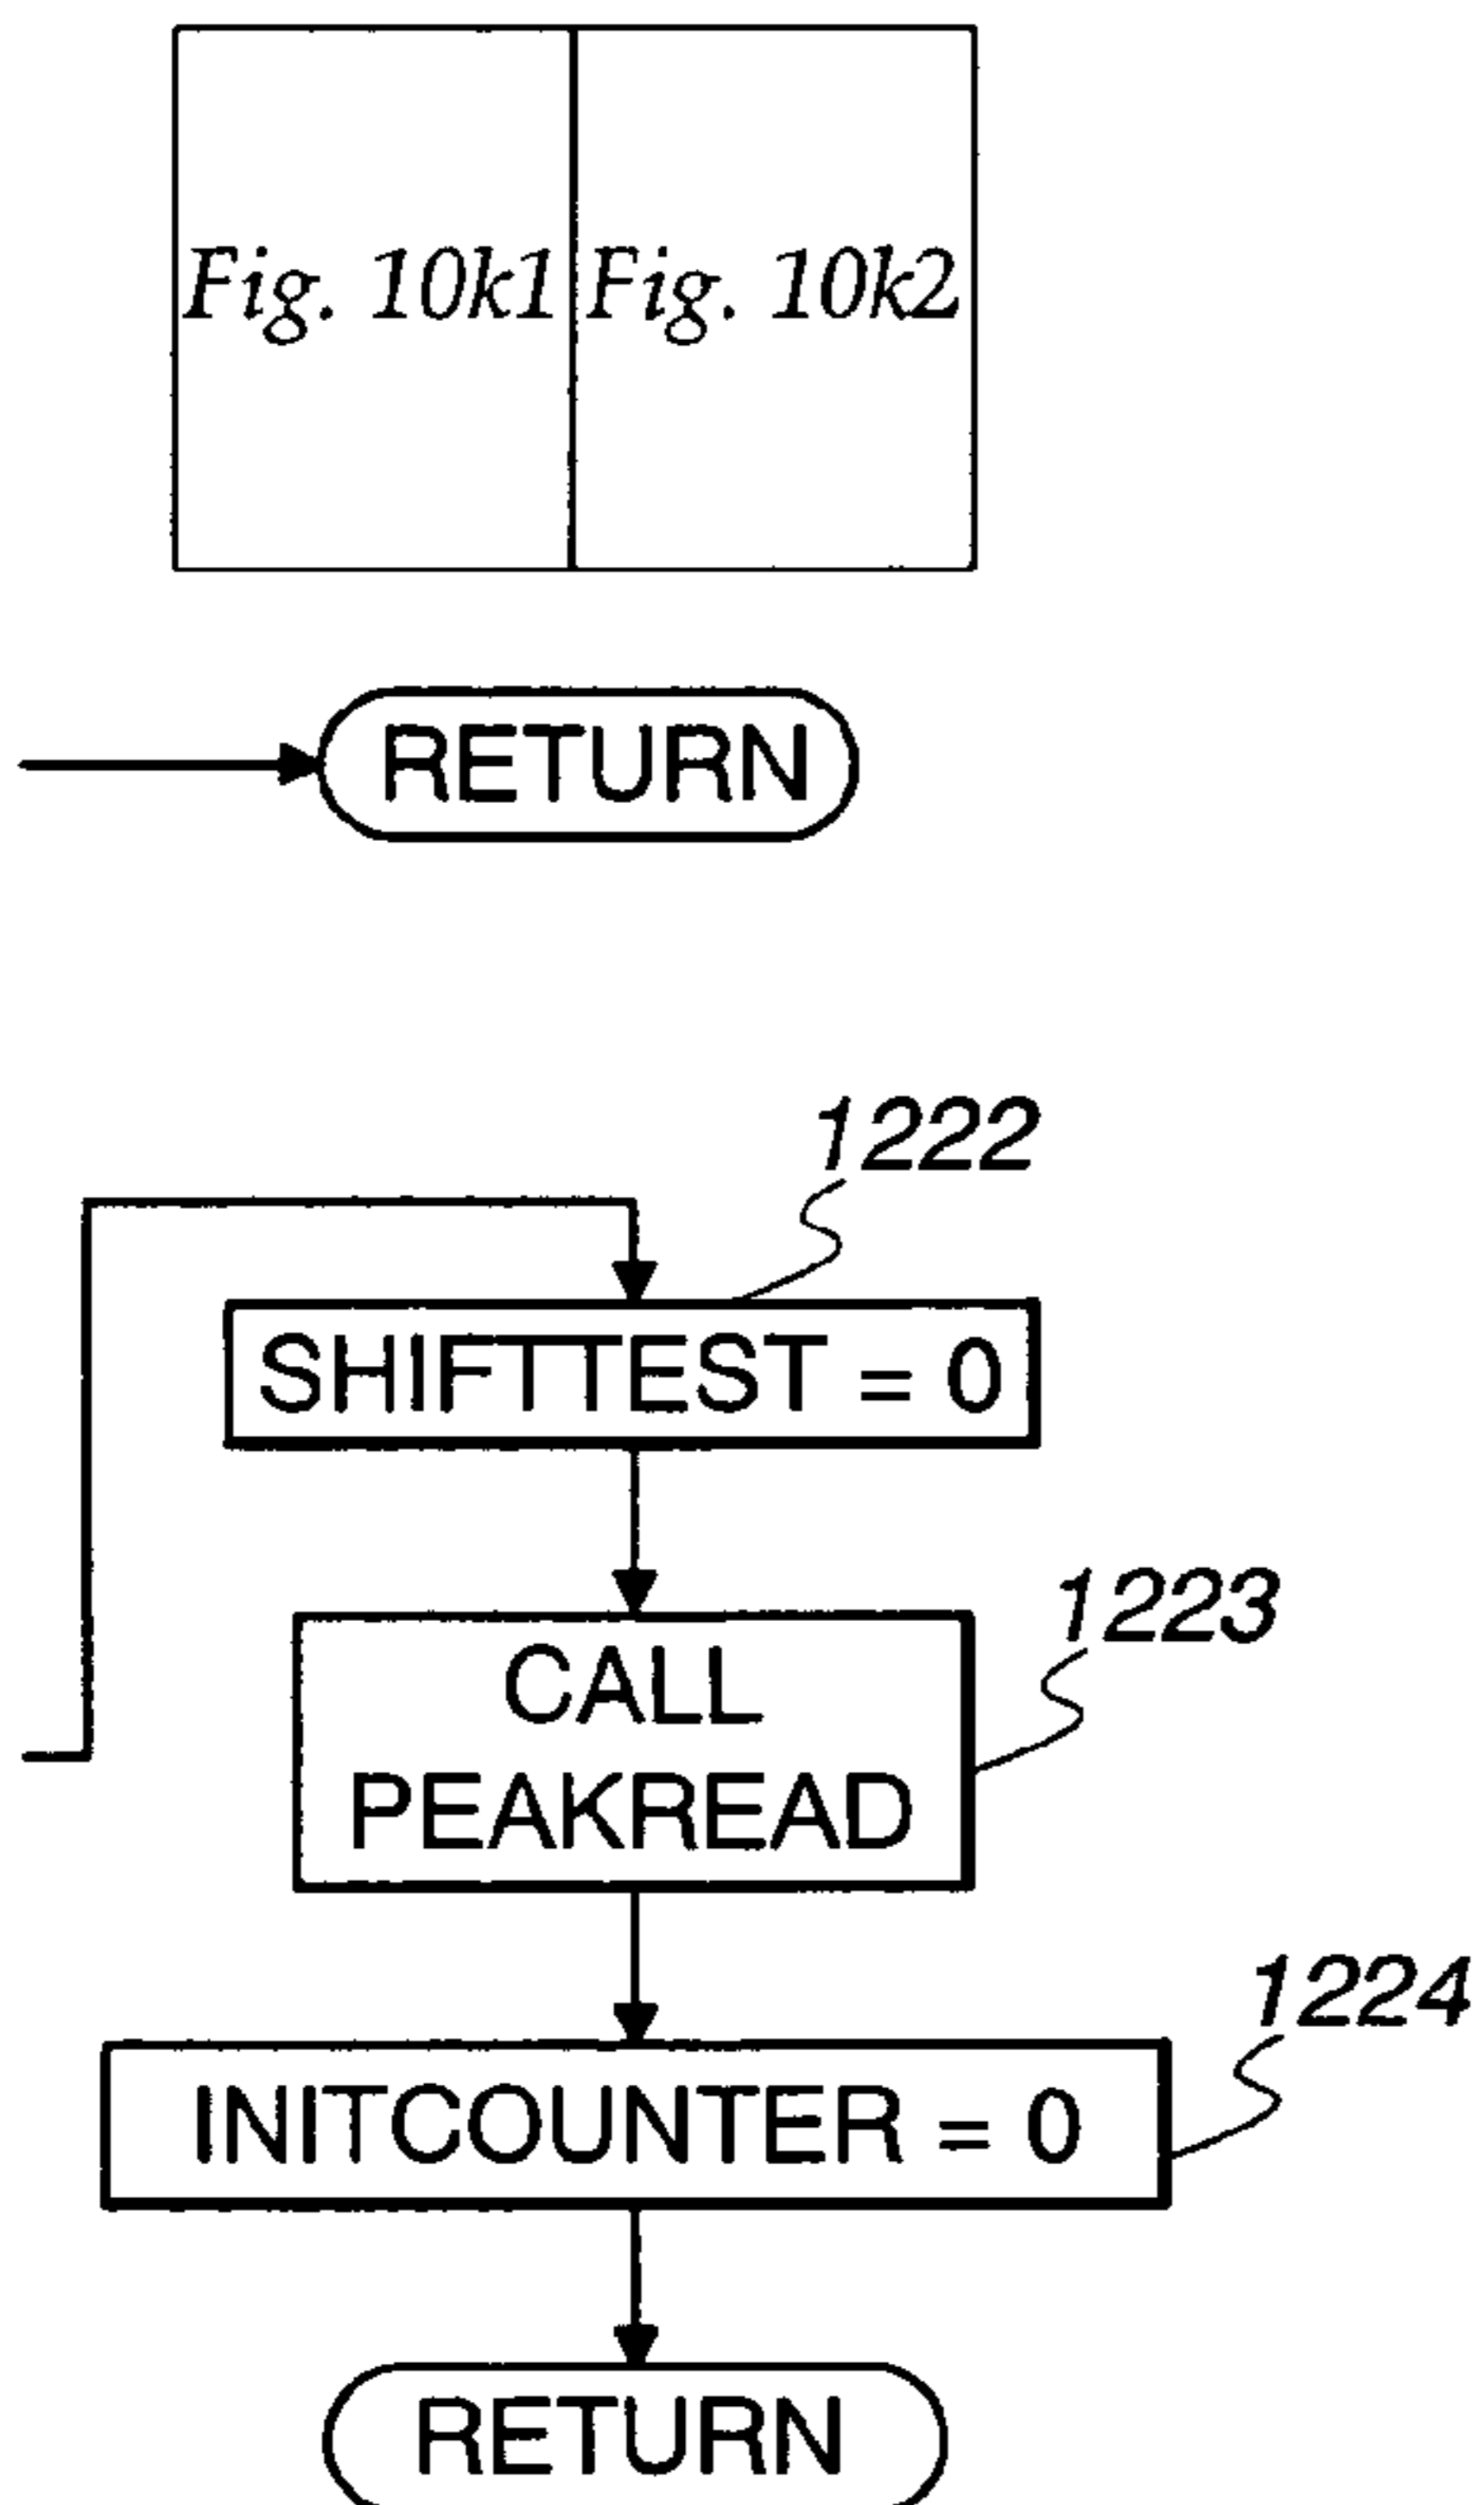 Fig. 10k1 Fig. 10k2
RETURN
1222
SHIFTTEST = 0
1223
CALL
PEAKREAD
1224
INITCOUNTER = 0
RETURN